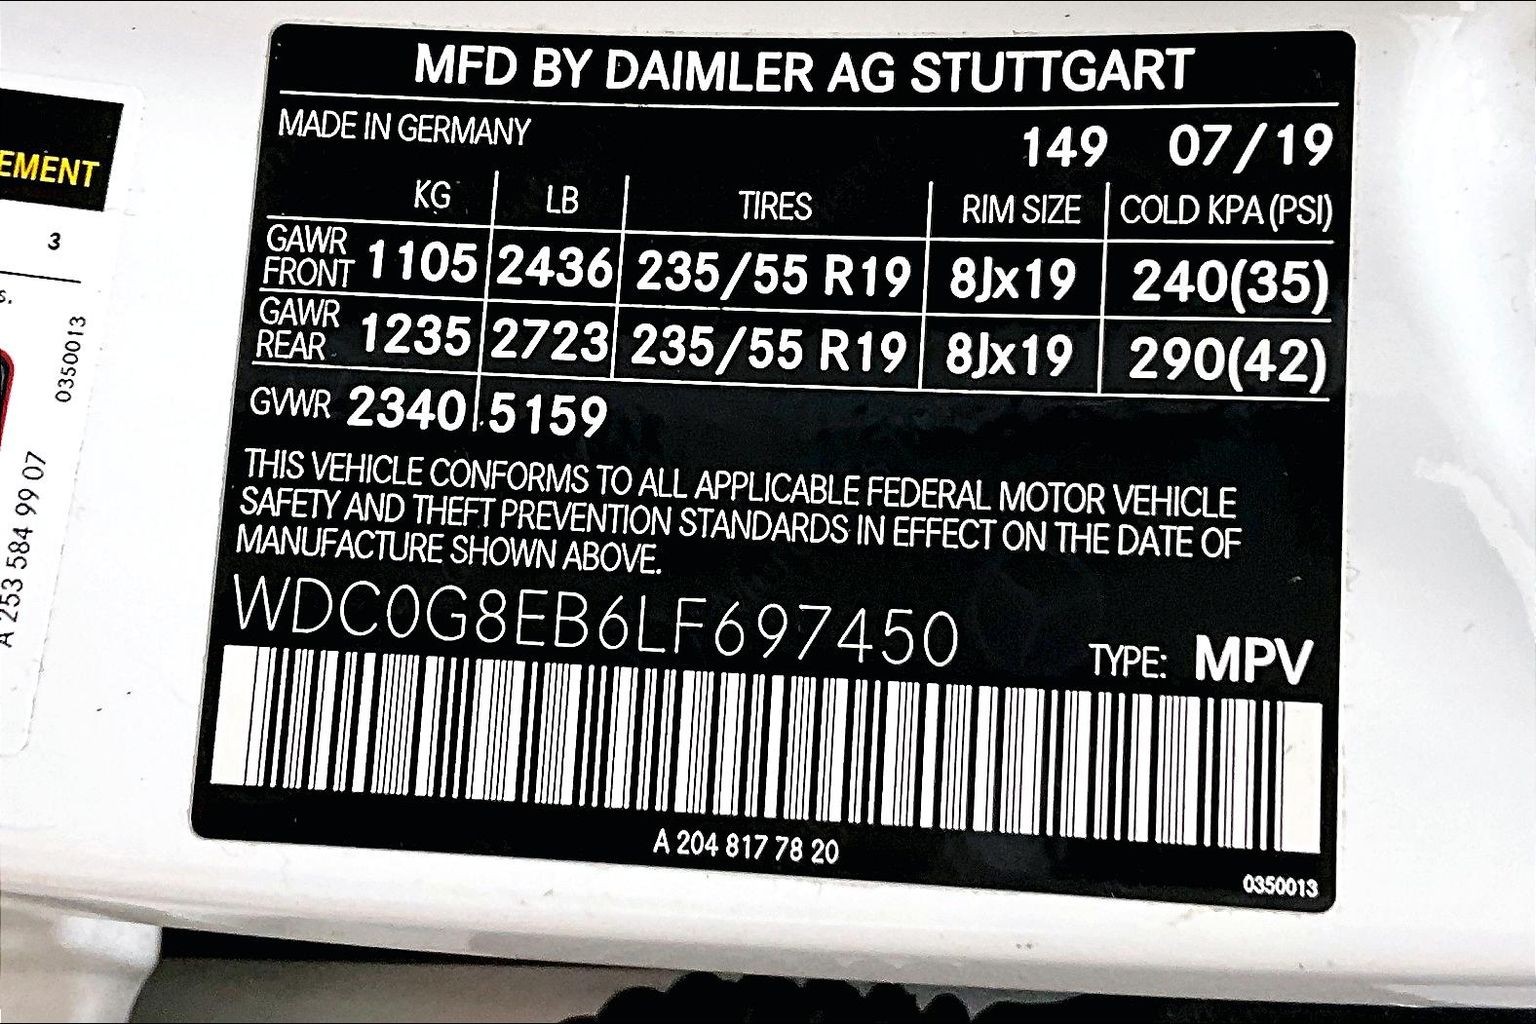 MFD BY DAIMLER AG STUTTGART
MADE IN GERMANY 149 07/19
KG LB TIRES RIM SIZE COLD KPA (PSI)
GAWR FRONT 1105 2436 235/55 R19 8Jx19 240(35)
GAWR REAR 1235 2723 235/55 R19 8Jx19 290(42)
GVWR 2340 5159
THIS VEHICLE CONFORMS TO ALL APPLICABLE FEDERAL MOTOR VEHICLE
SAFETY AND THEFT PREVENTION STANDARDS IN EFFECT ON THE DATE OF
MANUFACTURE SHOWN ABOVE.
WDC0G8EB6LF697450
TYPE: MPV
A 204 817 78 20
0350013
3
0350013
A 253 584 99 07